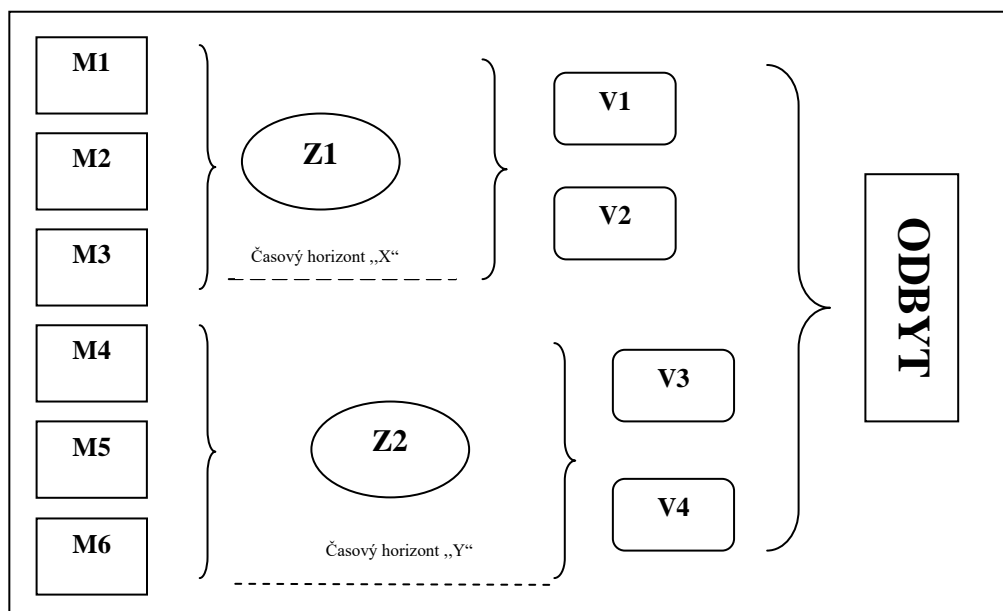 M1
M2
M3
M4
M5
M6
Z1
Časový horizont ,,X“
Z2
Časový horizont ,,Y“
V1
V2
V3
V4
ODBYT